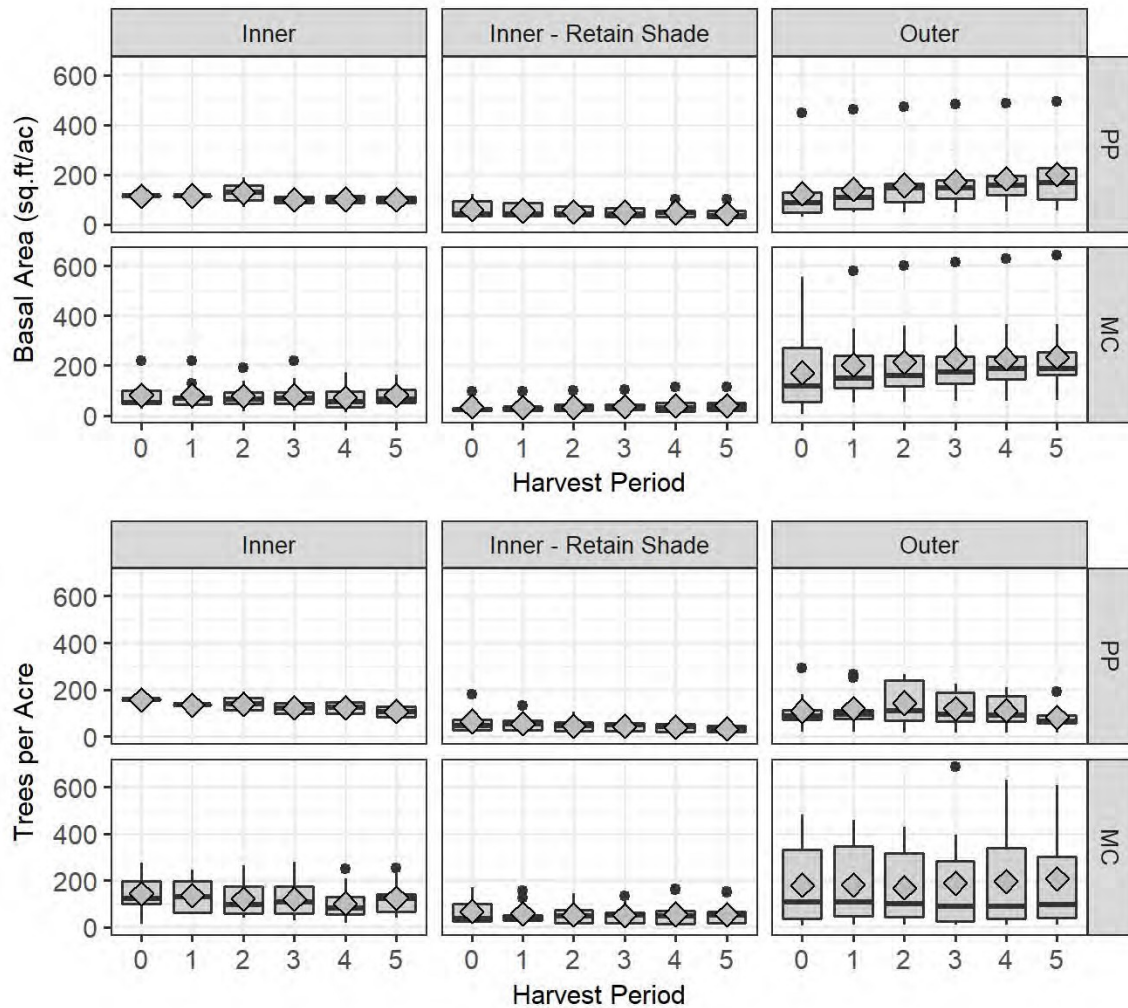 Inner Inner - Retain Shade Outer
Basal Area (sq.ft/ac)
600
400
200
0
PP
600
400
200
0
MC
0 1 2 3 4 5 0 1 2 3 4 5 0 1 2 3 4 5
Harvest Period
Inner Inner - Retain Shade Outer
Trees per Acre
600
400
200
0
PP
600
400
200
0
MC
0 1 2 3 4 5 0 1 2 3 4 5 0 1 2 3 4 5
Harvest Period